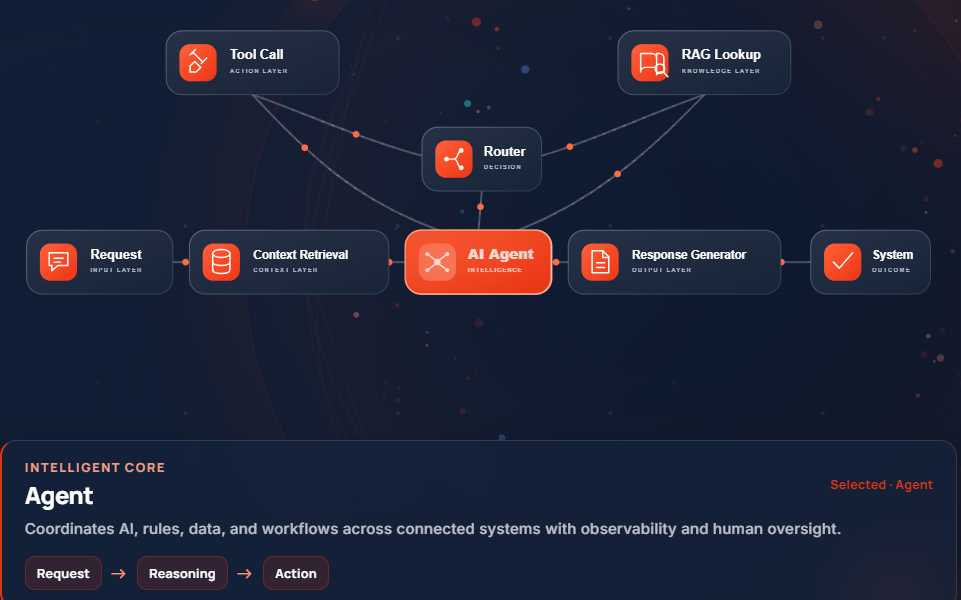 Tool Call
ACTION LAYER
RAG Lookup
KNOWLEDGE LAYER
Router
DECISION
Request
INPUT LAYER
Context Retrieval
CONTEXT LAYER
AI Agent
INTELLIGENCE
Response Generator
OUTPUT LAYER
System
OUTCOME
INTELLIGENT CORE
Agent
Selected · Agent
Coordinates AI, rules, data, and workflows across connected systems with observability and human oversight.
Request → Reasoning → Action